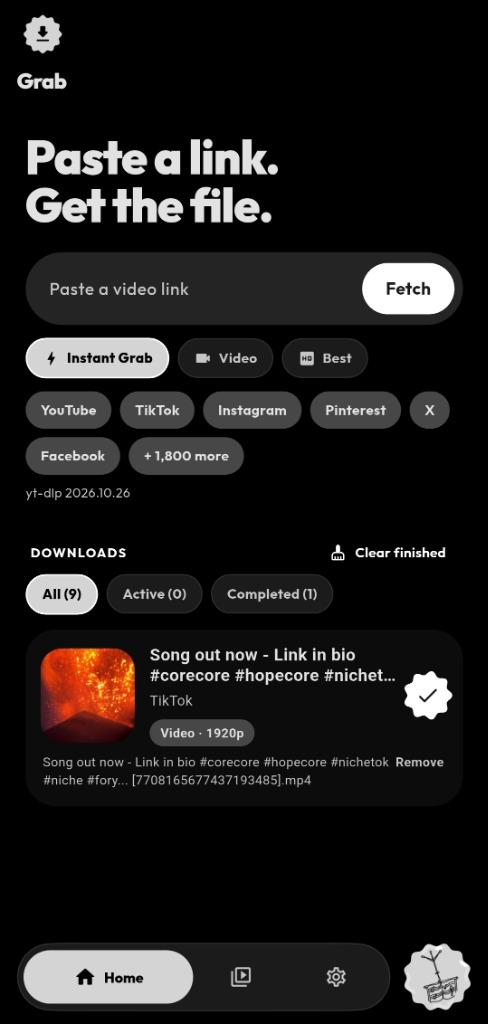 Grab
Paste a link.
Get the file.
Paste a video link
Fetch
Instant Grab
Video
HQ
Best
YouTube
TikTok
Instagram
Pinterest
X
Facebook
+ 1,800 more
yt-dlp 2026.10.26
DOWNLOADS
Clear finished
All (9)
Active (0)
Completed (1)
Song out now - Link in bio
#corecore #hopecore #nichet...
TikTok
Video · 1920p
Song out now - Link in bio #corecore #hopecore #nichetok
Remove
#niche #fory... [7708165677437193485].mp4
Home